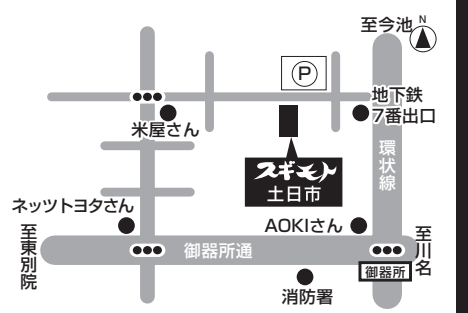 至今池
N
P
地下鉄
7番出口
米屋さん
環状線
スギモト
土日市
ネッツトヨタさん
AOKIさん
至東別院
御器所通
至川名
御器所
消防署